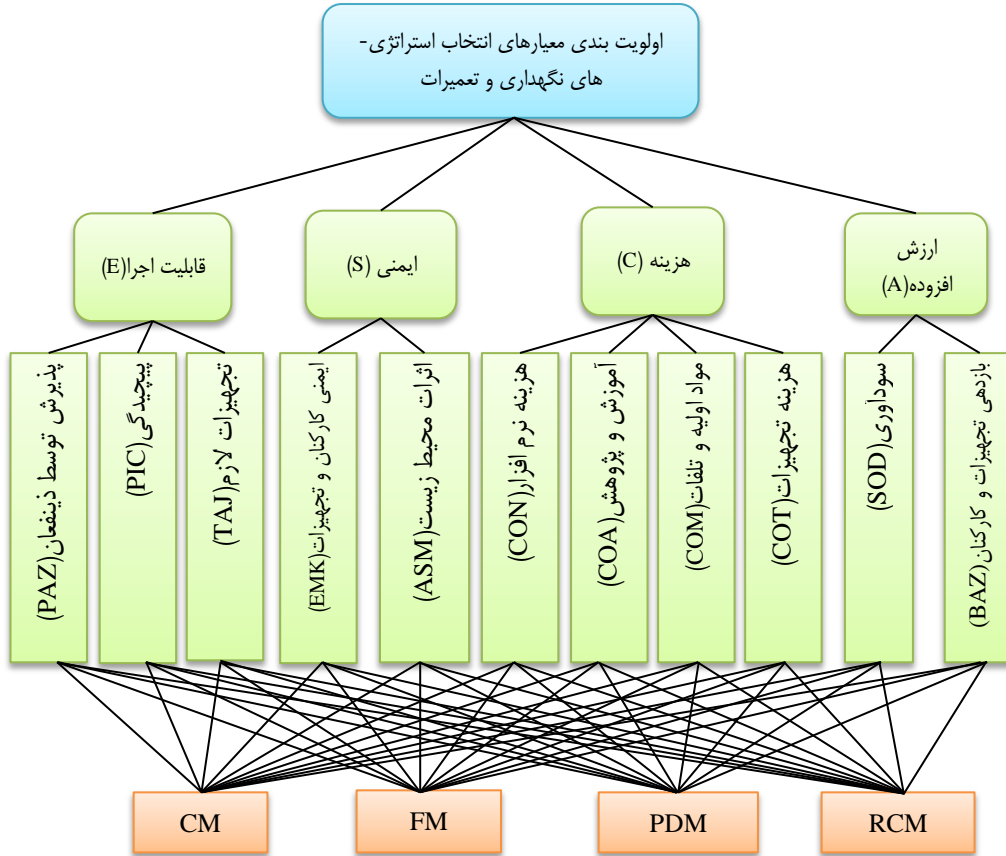 اولویت بندی معیارهای انتخاب استراتژی-
های نگهداری و تعمیرات
ارزش
افزوده(A)
هزینه (C)
ایمنی (S)
قابلیت اجرا(E)
بازدهی تجهیزات و کارکنان(BAZ)
سودآوری(SOD)
هزینه تجهیزات(COT)
مواد اولیه و تلفات(COM)
آموزش و پژوهش(COA)
هزینه نرم افزار(CON)
اثرات محیط زیست(ASM)
ایمنی کارکنان و تجهیزات(EMK)
تجهیزات لازم(TAJ)
پیچیدگی(PIC)
پذیرش توسط ذینفعان(PAZ)
CM
FM
PDM
RCM